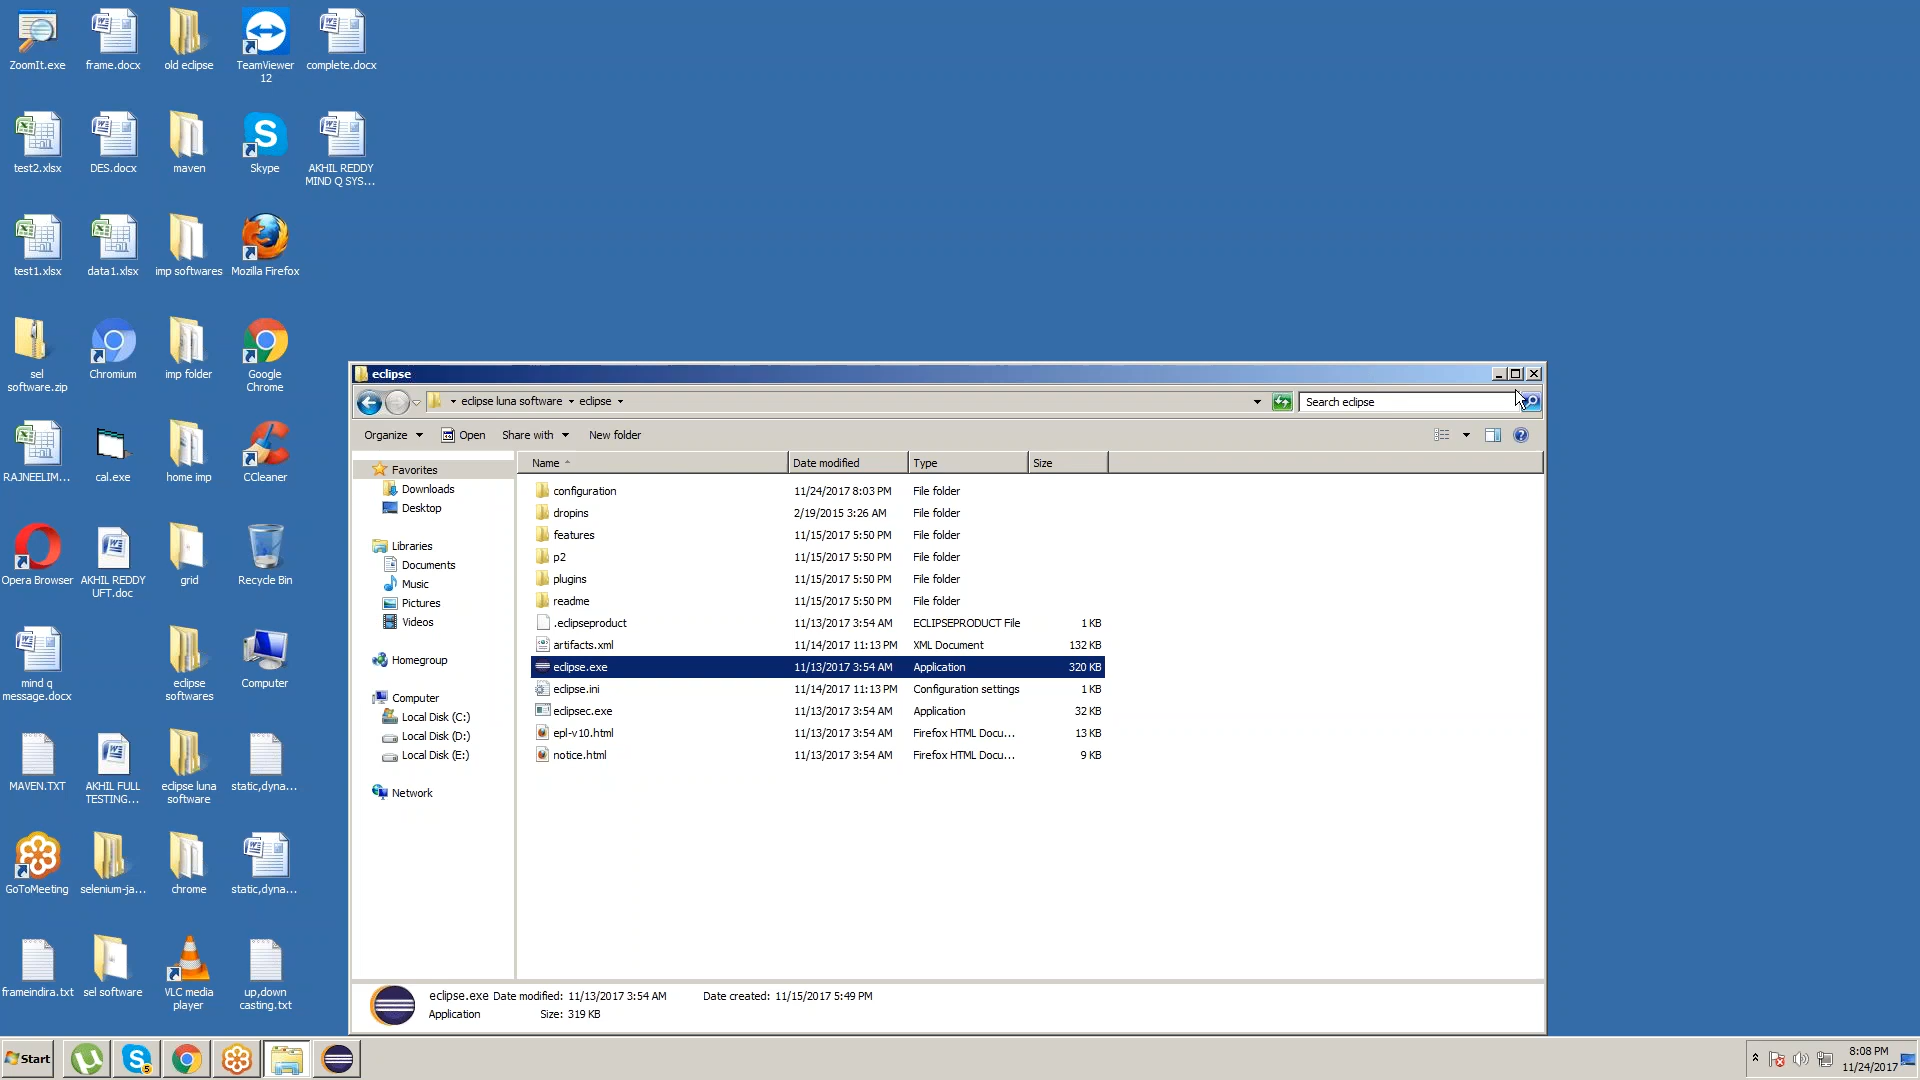 ZoomIt.exe
frame.docx
old eclipse
TeamViewer
12
complete.docx
test2.xlsx
DES.docx
maven
Skype
AKHIL REDDY
MIND Q SYS...
test1.xlsx
data1.xlsx
imp softwares
Mozilla Firefox
sel
software.zip
Chromium
imp folder
Google
Chrome
RAJNEELIM...
cal.exe
home imp
CCleaner
Opera Browser
AKHIL REDDY
UFT.doc
grid
Recycle Bin
mind q
message.docx
eclipse
softwares
Computer
MAVEN.TXT
AKHIL FULL
TESTING...
eclipse luna
software
static,dyna...
GoToMeeting
selenium-ja...
chrome
static,dyna...
frameindira.txt
sel software
VLC media
player
up,down
casting.txt
eclipse
eclipse luna software eclipse
Search eclipse
Organize Open Share with New folder
Favorites
Downloads
Desktop
Libraries
Documents
Music
Pictures
Videos
Homegroup
Computer
Local Disk (C:)
Local Disk (D:)
Local Disk (E:)
Network
Name Date modified Type Size
configuration 11/24/2017 8:03 PM File folder
dropins 2/19/2015 3:26 AM File folder
features 11/15/2017 5:50 PM File folder
p2 11/15/2017 5:50 PM File folder
plugins 11/15/2017 5:50 PM File folder
readme 11/15/2017 5:50 PM File folder
.eclipseproduct 11/13/2017 3:54 AM ECLIPSEPRODUCT File 1 KB
artifacts.xml 11/14/2017 11:13 PM XML Document 132 KB
eclipse.exe 11/13/2017 3:54 AM Application 320 KB
eclipse.ini 11/14/2017 11:13 PM Configuration settings 1 KB
eclipsec.exe 11/13/2017 3:54 AM Application 32 KB
epl-v10.html 11/13/2017 3:54 AM Firefox HTML Docu... 13 KB
notice.html 11/13/2017 3:54 AM Firefox HTML Docu... 9 KB
eclipse.exe Date modified: 11/13/2017 3:54 AM Date created: 11/15/2017 5:49 PM
Application Size: 319 KB
Start
5
8:08 PM
11/24/2017